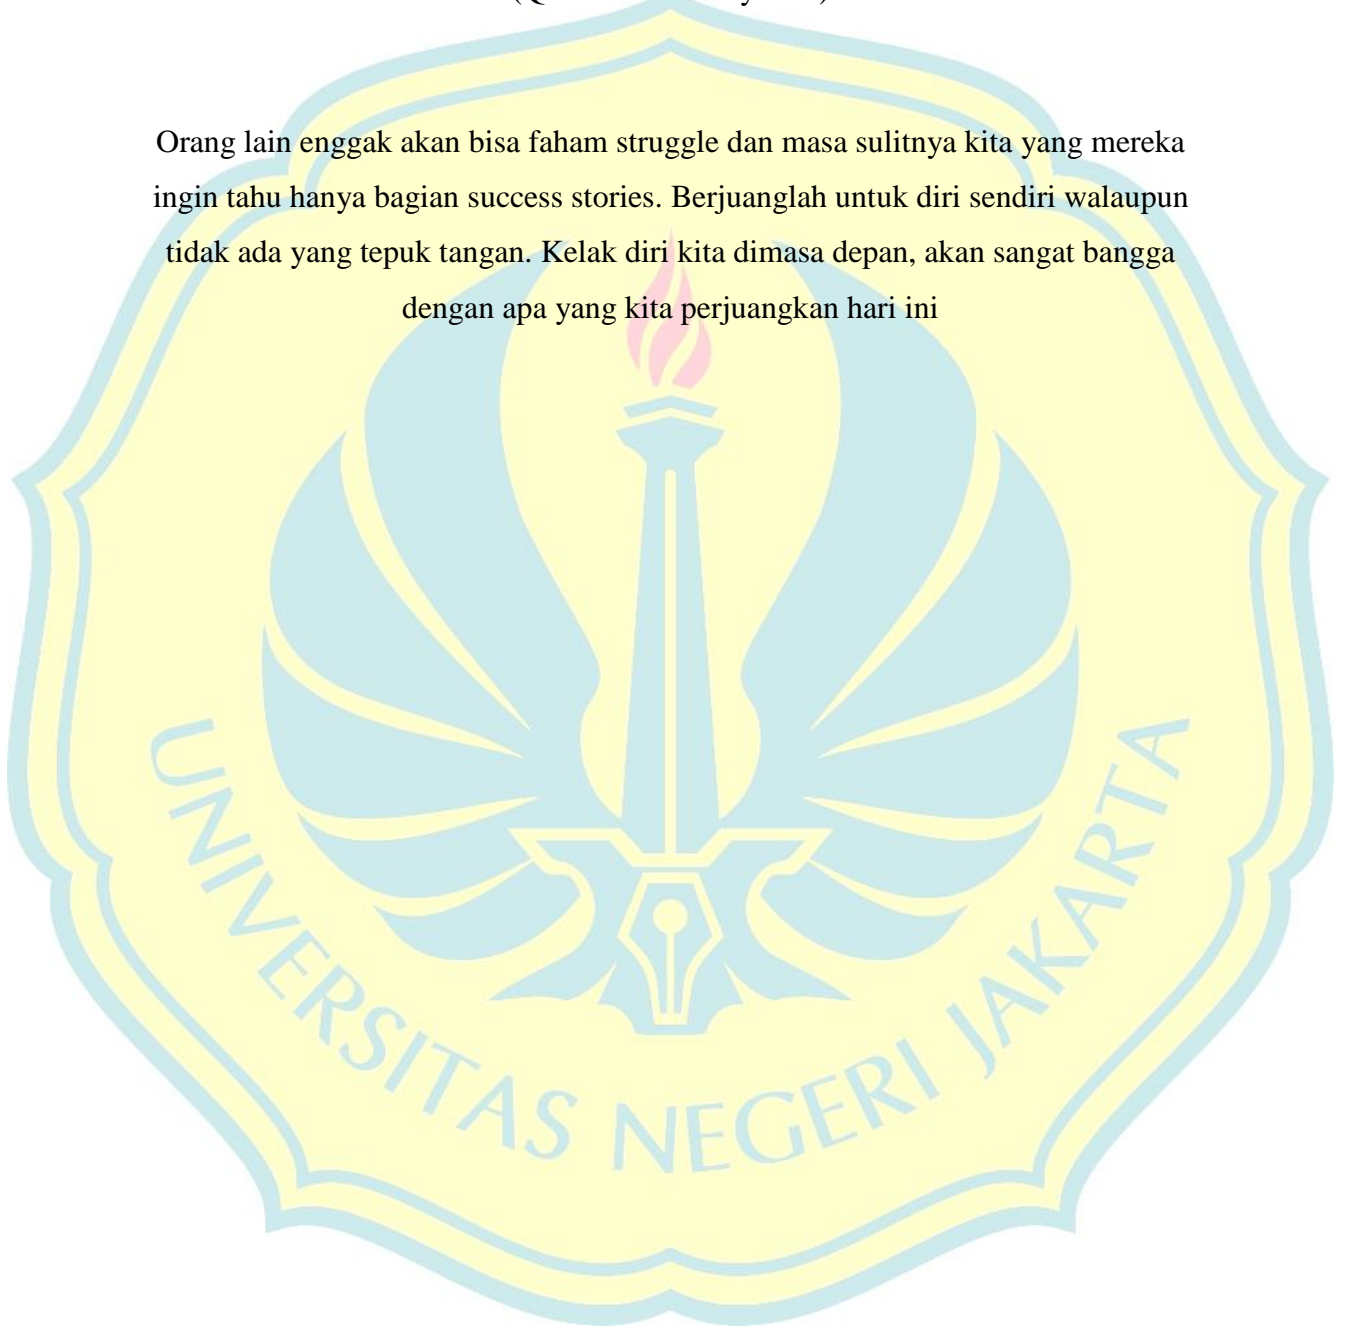 Orang lain enggak akan bisa faham struggle dan masa sulitnya kita yang mereka
ingin tahu hanya bagian success stories. Berjuanglah untuk diri sendiri walaupun
tidak ada yang tepuk tangan. Kelak diri kita dimasa depan, akan sangat bangga
dengan apa yang kita perjuangkan hari ini
UNIVERSITAS NEGERI JAKARTA